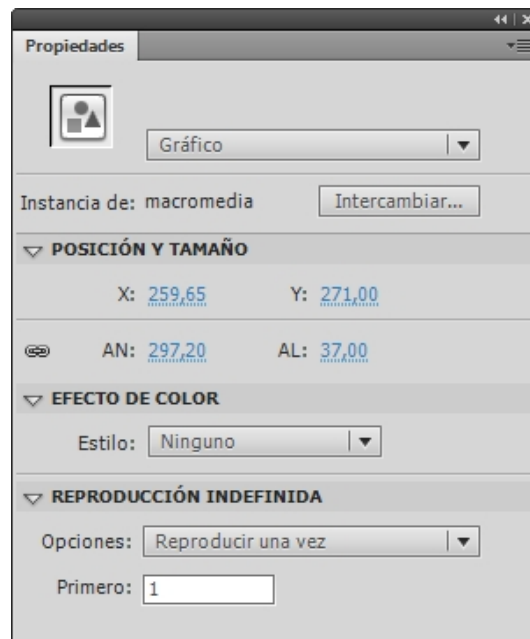 Propiedades
Gráfico
Instancia de: macromedia Intercambiar...
POSICIÓN Y TAMAÑO
X: 259,65 Y: 271,00
AN: 297,20 AL: 37,00
EFECTO DE COLOR
Estilo: Ninguno
REPRODUCCIÓN INDEFINIDA
Opciones: Reproducir una vez
Primero: 1